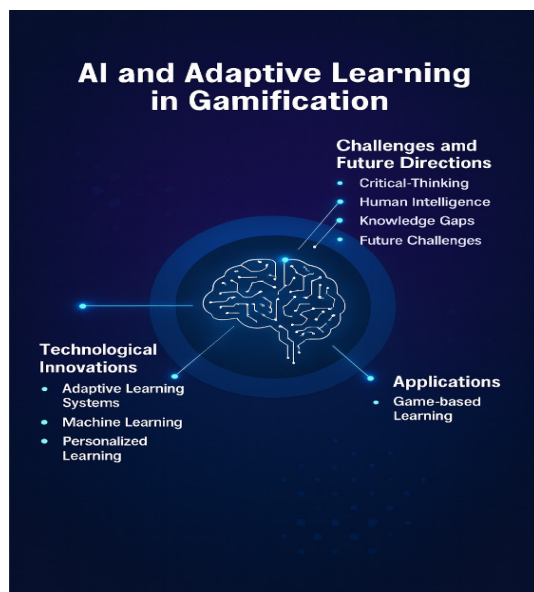 AI and Adaptive Learning
in Gamification
Challenges amd
Future Directions
Critical-Thinking
Human Intelligence
Knowledge Gaps
Future Challenges
Technological
Innovations
Adaptive Learning
Systems
Machine Learning
Personalized
Learning
Applications
Game-based
Learning